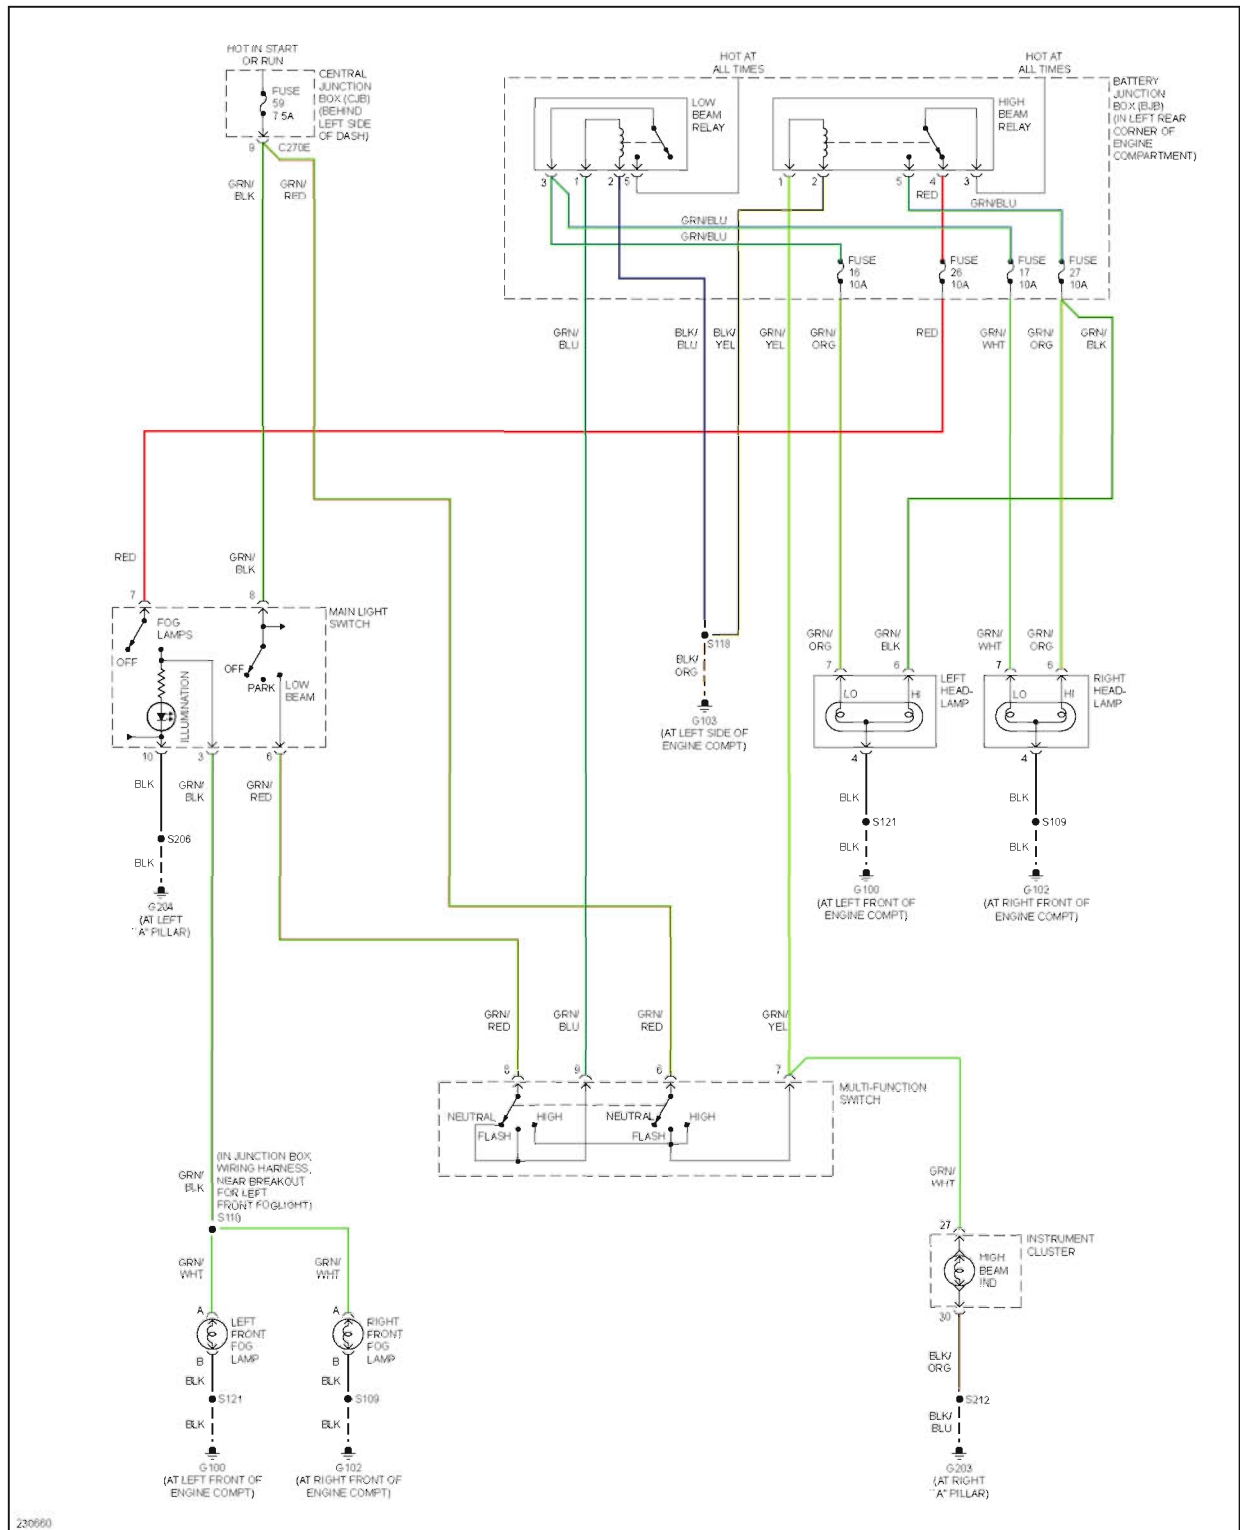 HOT IN START
OR RUN
FUSE
59
7.5A
CENTRAL
JUNCTION
BOX (CJB)
(BEHIND
LEFT SIDE
OF DASH)
9
C270E
GRN/
BLK
GRN/
RED
HOT AT
ALL TIMES
HOT AT
ALL TIMES
LOW
BEAM
RELAY
HIGH
BEAM
RELAY
BATTERY
JUNCTION
BOX (BJB)
(IN LEFT REAR
CORNER OF
ENGINE
COMPARTMENT)
3
1
2
5
1
2
5
4
3
RED
GRN/BLU
GRN/BLU
GRN/BLU
FUSE
16
10A
FUSE
26
10A
FUSE
17
10A
FUSE
27
10A
GRN/
BLU
BLK/
BLU
BLK/
YEL
GRN/
YEL
GRN/
ORG
RED
GRN/
WHT
GRN/
ORG
GRN/
BLK
RED
GRN/
BLK
7
8
MAIN LIGHT
SWITCH
FOG
LAMPS
OFF
ILLUMINATION
OFF
PARK
LOW
BEAM
10
3
6
BLK
GRN/
BLK
GRN/
RED
S206
BLK
G204
(AT LEFT
"A" PILLAR)
S118
BLK/
ORG
G103
(AT LEFT SIDE OF
ENGINE COMPT)
GRN/
ORG
GRN/
BLK
GRN/
WHT
GRN/
ORG
7
6
7
6
LO
HI
LEFT
HEAD-
LAMP
LO
HI
RIGHT
HEAD-
LAMP
4
4
BLK
BLK
S121
S109
BLK
BLK
G100
(AT LEFT FRONT OF
ENGINE COMPT)
G102
(AT RIGHT FRONT OF
ENGINE COMPT)
GRN/
RED
GRN/
BLU
GRN/
RED
GRN/
YEL
8
9
6
7
MULTI-FUNCTION
SWITCH
NEUTRAL
FLASH
HIGH
NEUTRAL
FLASH
HIGH
GRN/
BLK
(IN JUNCTION BOX
WIRING HARNESS,
NEAR BREAKOUT
FOR LEFT
FRONT FOGLIGHT)
S110
GRN/
WHT
GRN/
WHT
GRN/
WHT
27
INSTRUMENT
CLUSTER
HIGH
BEAM
IND
30
A
LEFT
FRONT
FOG
LAMP
B
A
RIGHT
FRONT
FOG
LAMP
B
BLK
BLK
S121
S109
BLK
BLK
G100
(AT LEFT FRONT OF
ENGINE COMPT)
G102
(AT RIGHT FRONT OF
ENGINE COMPT)
BLK/
ORG
S212
BLK/
BLU
G203
(AT RIGHT
"A" PILLAR)
230660